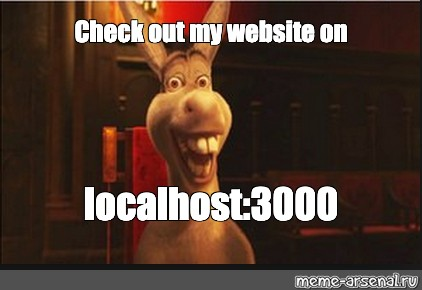 Check out my website on
localhost:3000
meme-arsenal.ru